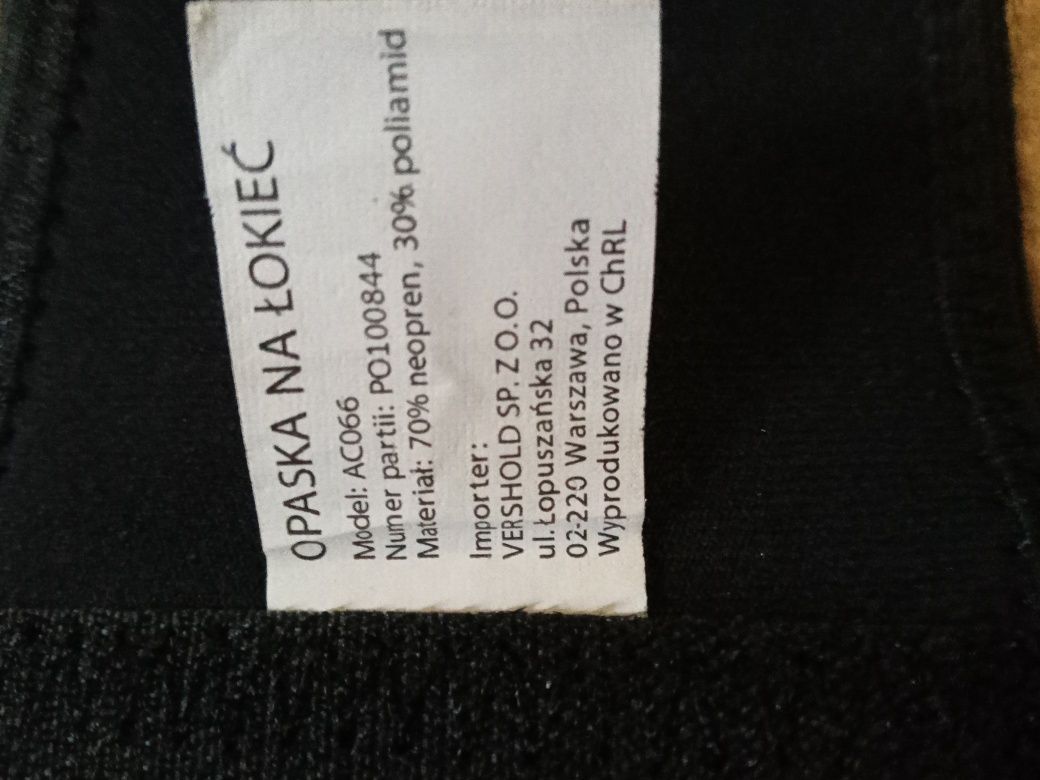 OPASKA NA ŁOKIEĆ
Model: AC066
Numer partii: PO100844
Materiał: 70% neopren, 30% poliamid
Importer:
VERSHOLD SP. Z O.O.
ul. Łopuszańska 32
02-220 Warszawa, Polska
Wyprodukowano w ChRL